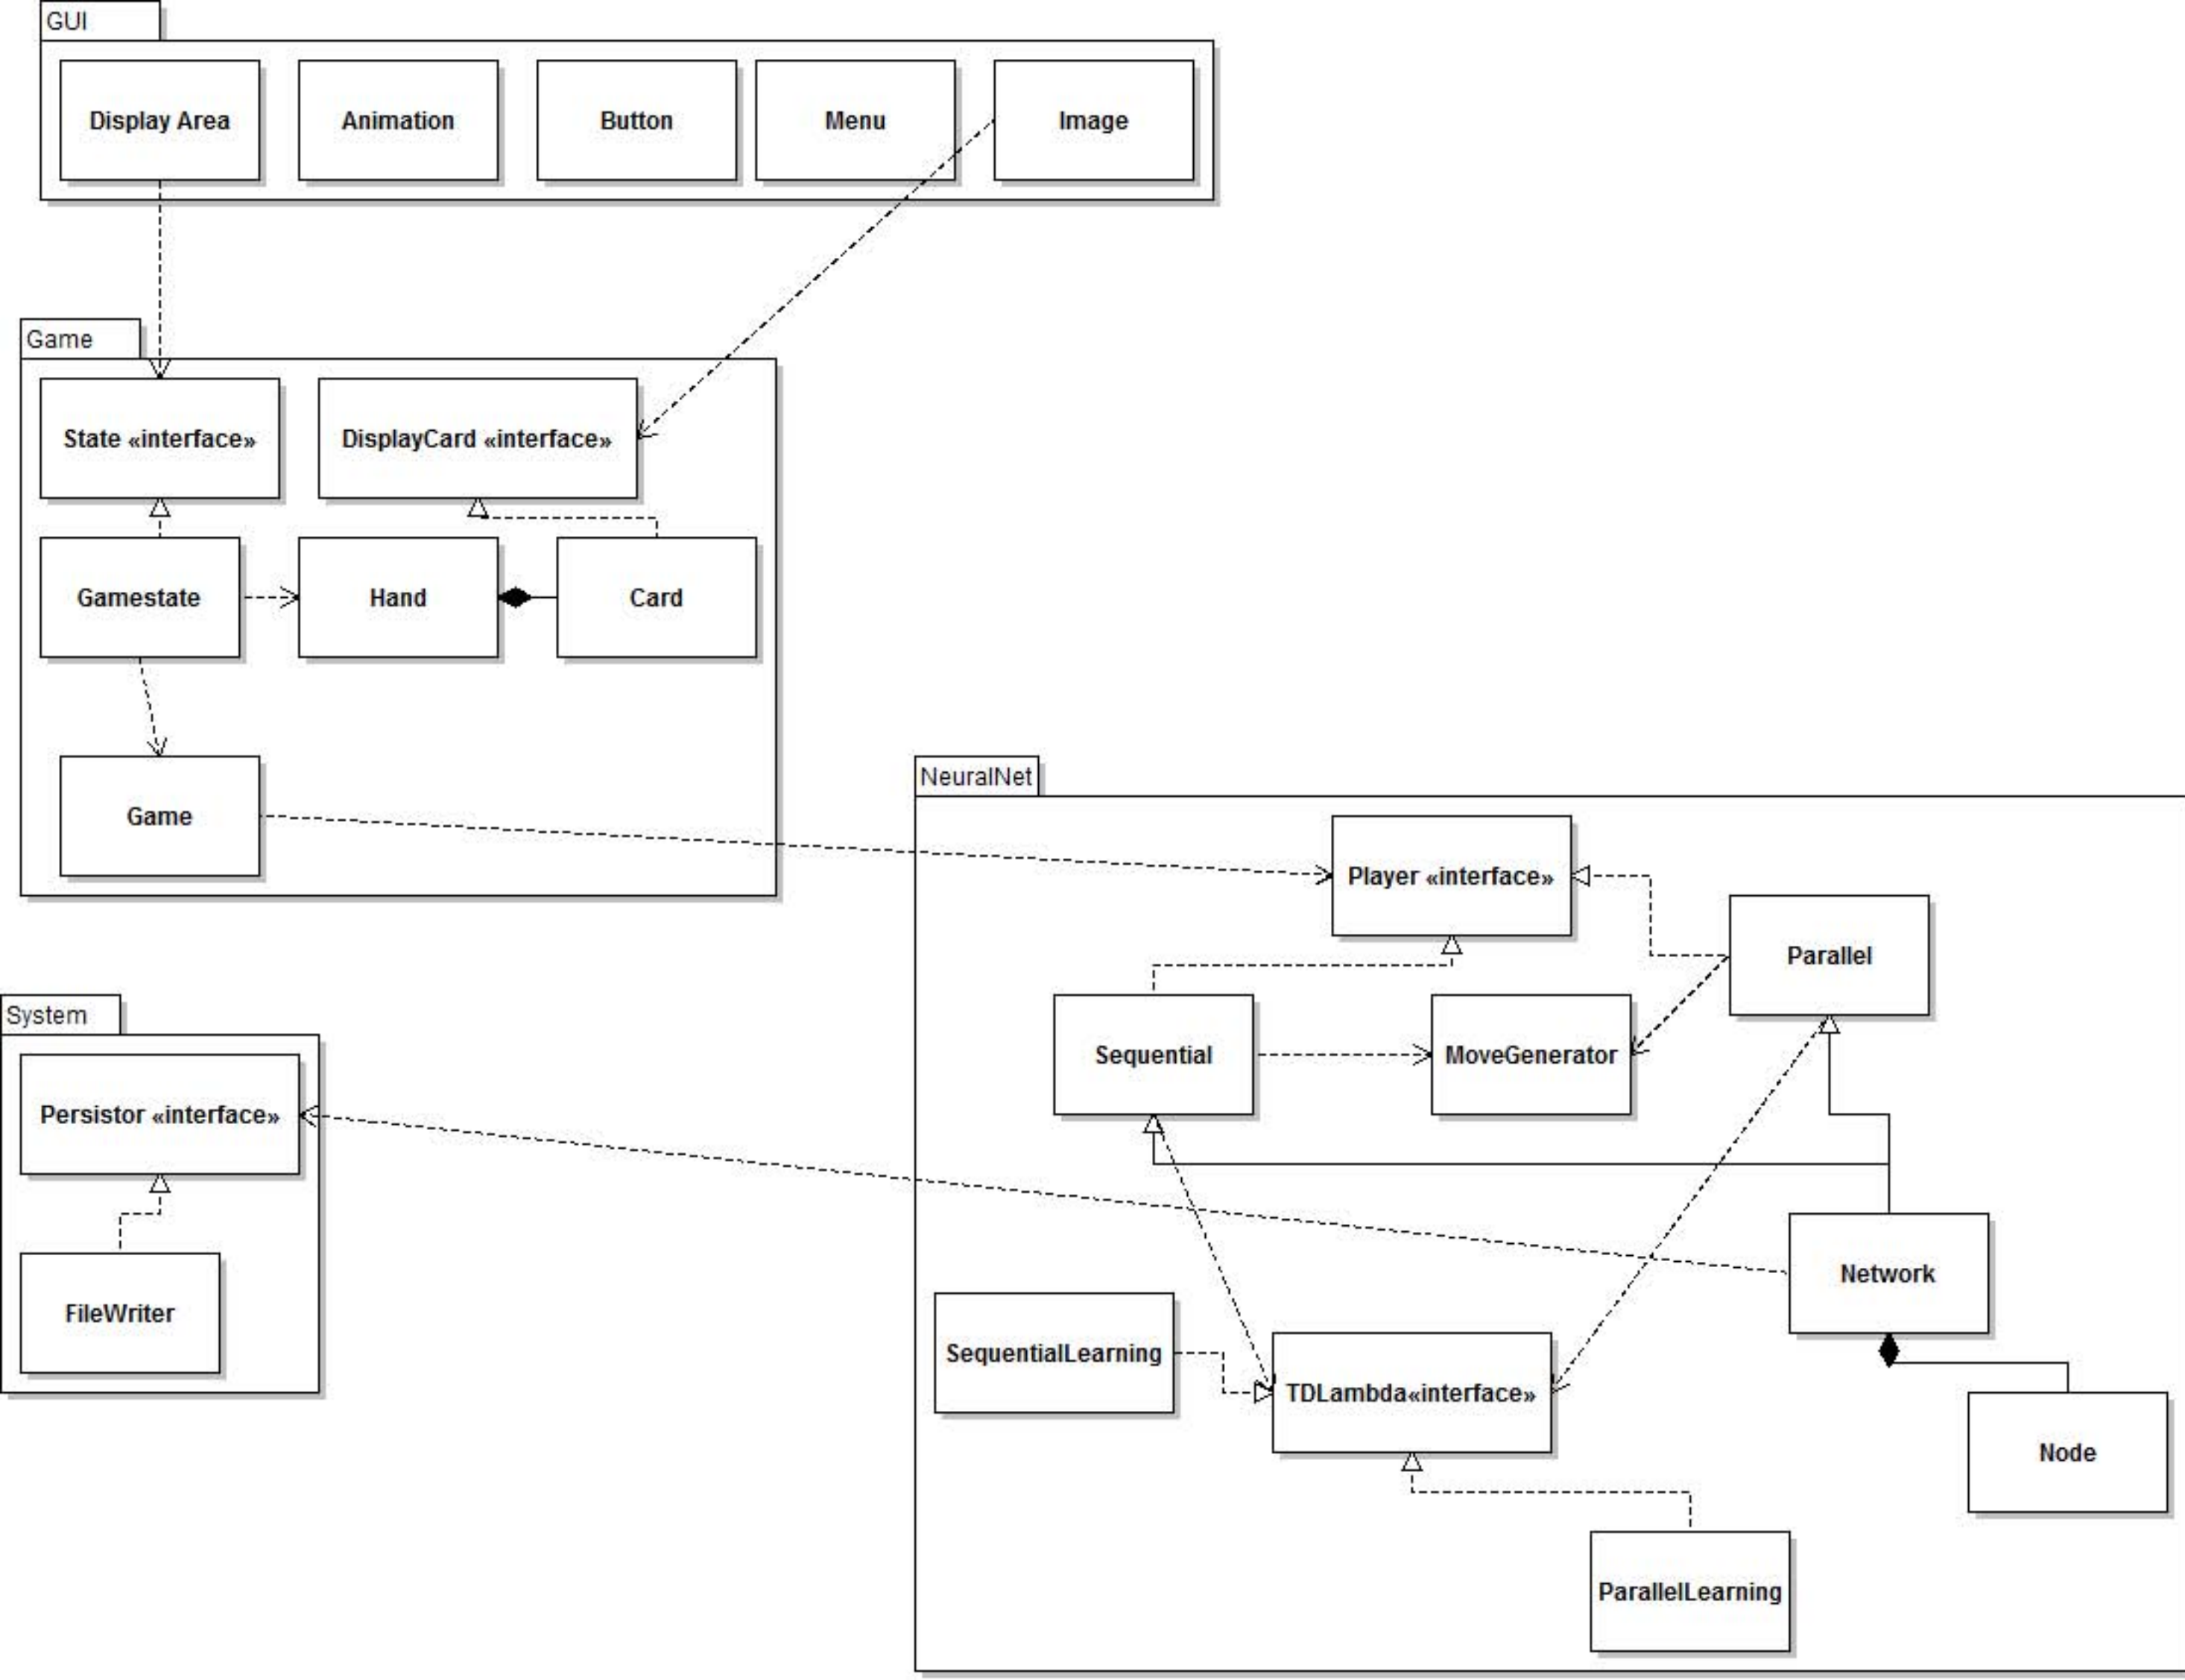 GUI
Display Area
Animation
Button
Menu
Image
Game
State «interface»
DisplayCard «interface»
Gamestate
Hand
Card
Game
NeuralNet
Player «interface»
Parallel
Sequential
MoveGenerator
System
Persistor «interface»
FileWriter
Network
SequentialLearning
TDLambda«interface»
Node
ParallelLearning